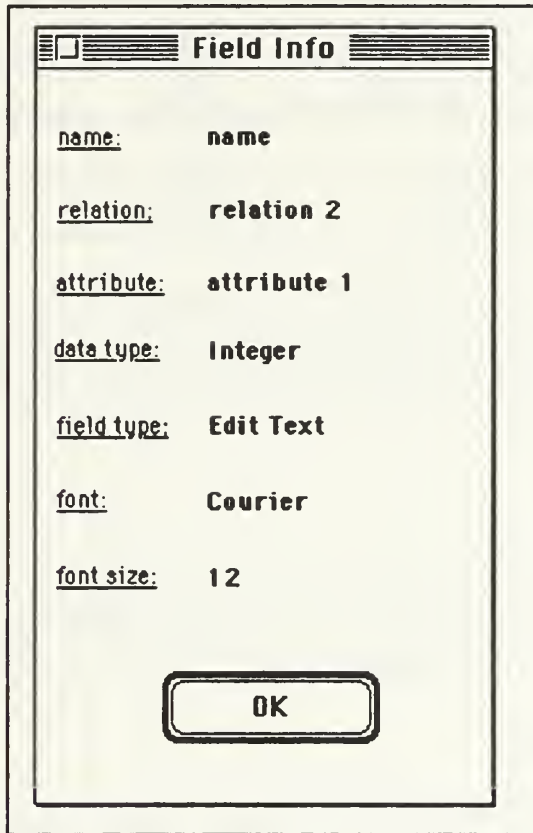 Field Info
name: name
relation: relation 2
attribute: attribute 1
data type: Integer
field type: Edit Text
font: Courier
font size: 12
OK